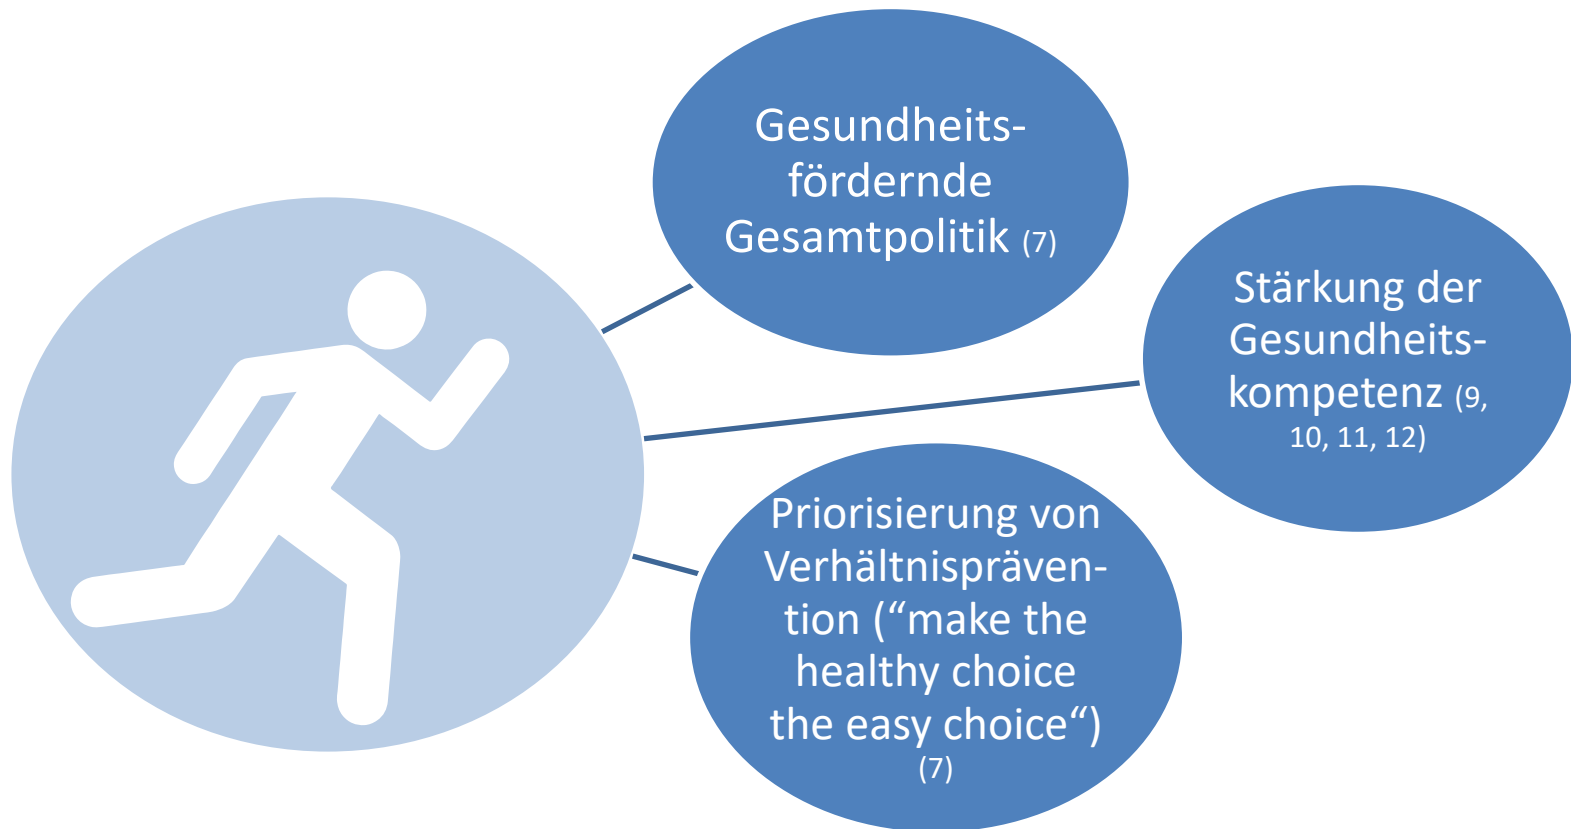 Gesundheits-
fördernde
Gesamtpolitik (7)
Stärkung der
Gesundheits-
kompetenz (9,
10, 11, 12)
Priorisierung von
Verhältnispräven-
tion (“make the
healthy choice
the easy choice“)
(7)